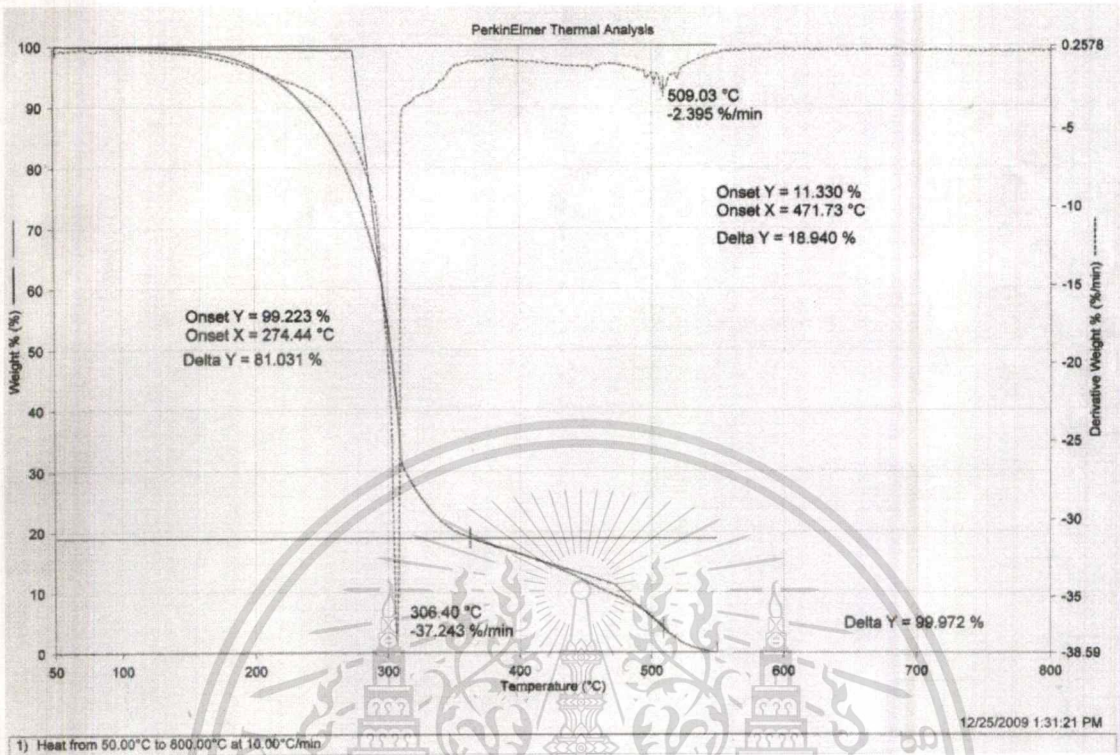 PerkinElmer Thermal Analysis
100
90
80
70
60
50
40
30
20
10
0
Weight % (%)
0.2578
-5
-10
-15
-20
-25
-30
-35
-38.59
Derivative Weight % (%/min)
509.03 °C
-2.395 %/min
Onset Y = 11.330 %
Onset X = 471.73 °C
Delta Y = 18.940 %
Onset Y = 99.223 %
Onset X = 274.44 °C
Delta Y = 81.031 %
306.40 °C
-37.243 %/min
Delta Y = 99.972 %
50 100 200 300 400 500 600 700 800
Temperature (°C)
12/25/2009 1:31:21 PM
1) Heat from 50.00°C to 800.00°C at 10.00°C/min